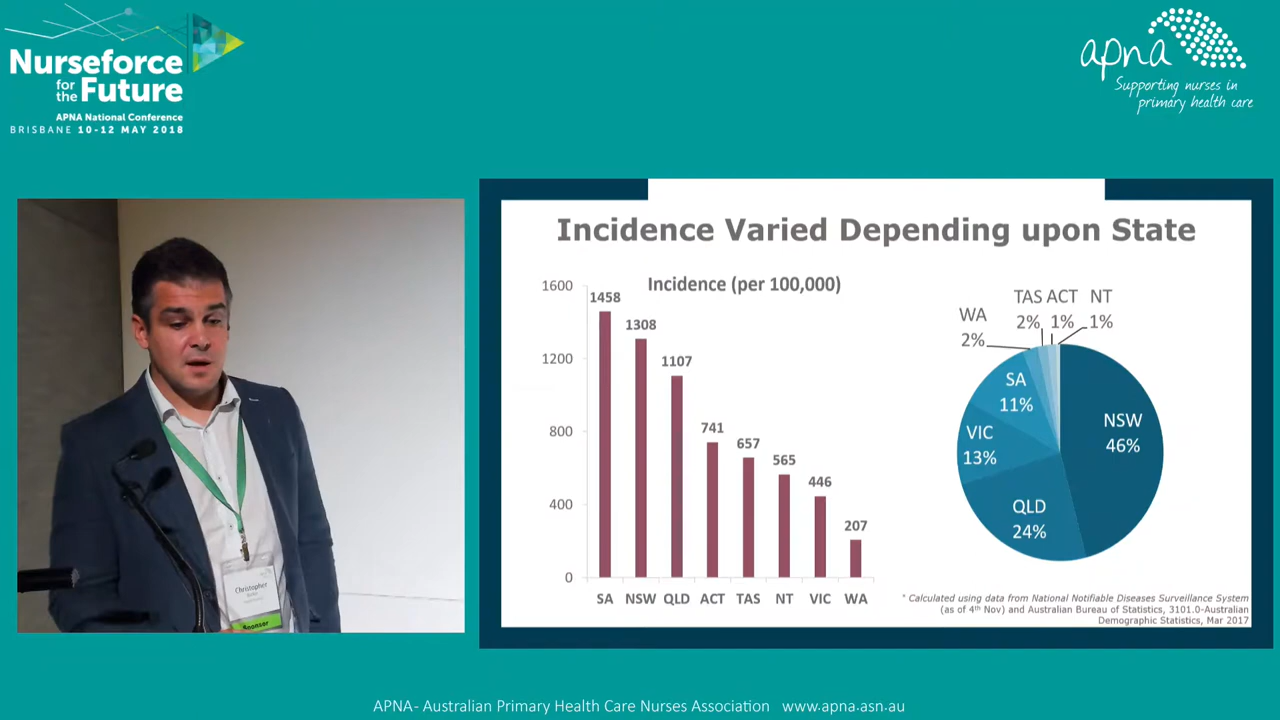 Nurseforce
for
the Future
APNA National Conference
BRISBANE 10-12 MAY 2018
apna
Supporting nurses in
primary health care
Christopher
Sponsor
Incidence Varied Depending upon State
Incidence (per 100,000)
1600
1200
800
400
0
1458
1308
1107
741
657
565
446
207
SA NSW QLD ACT TAS NT VIC WA
WA
2%
TAS ACT NT
2% 1% 1%
SA
11%
VIC
13%
QLD
24%
NSW
46%
* Calculated using data from National Notifiable Diseases Surveillance System
(as of 4th Nov) and Australian Bureau of Statistics, 3101.0-Australian
Demographic Statistics, Mar 2017
APNA- Australian Primary Health Care Nurses Association www.apna.asn.au